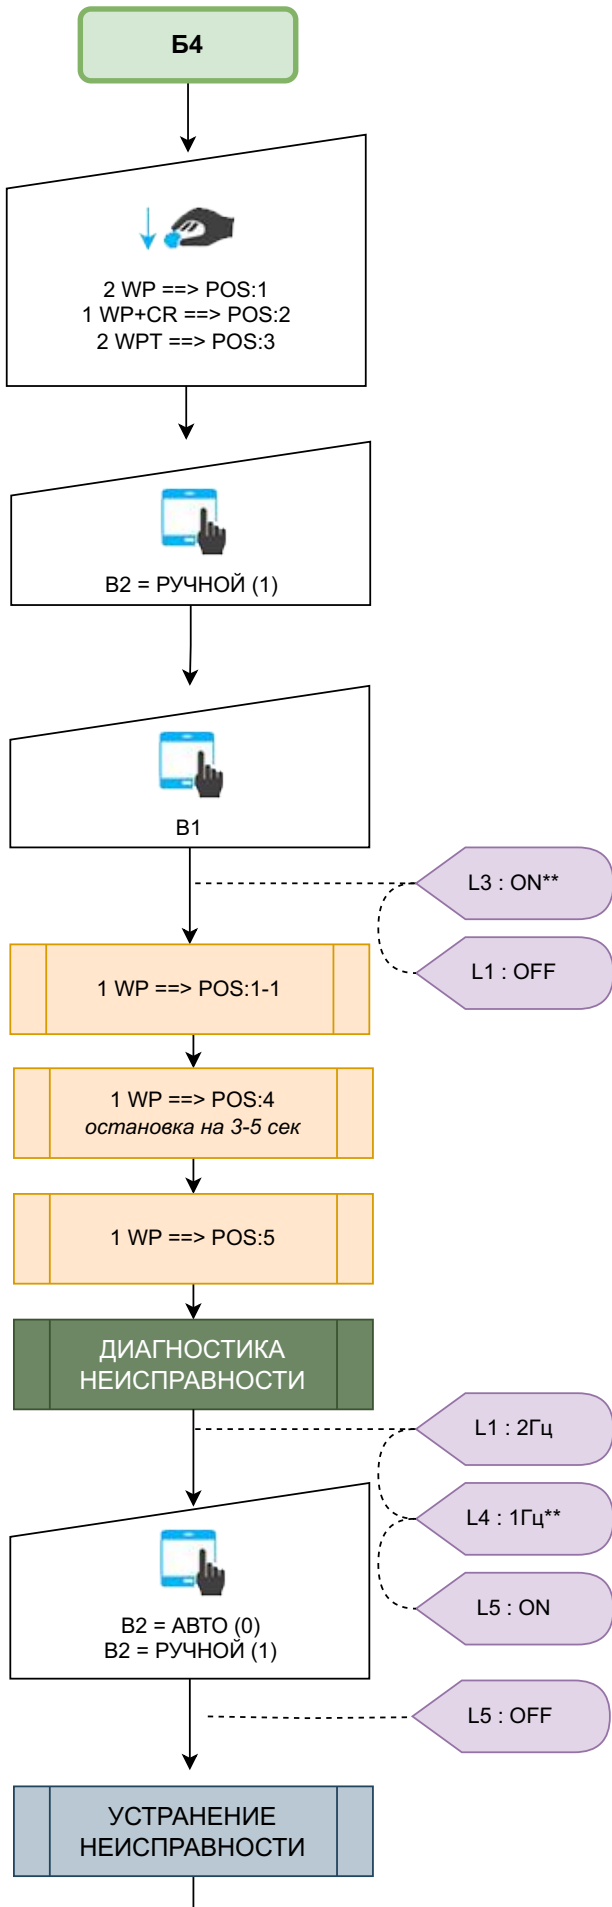 Б4
2 WP ==> POS:1
1 WP+CR ==> POS:2
2 WPT ==> POS:3
B2 = РУЧНОЙ (1)
B1
L3 : ON**
L1 : OFF
1 WP ==> POS:1-1
1 WP ==> POS:4
остановка на 3-5 сек
1 WP ==> POS:5
ДИАГНОСТИКА
НЕИСПРАВНОСТИ
L1 : 2Гц
L4 : 1Гц**
L5 : ON
B2 = АВТО (0)
B2 = РУЧНОЙ (1)
L5 : OFF
УСТРАНЕНИЕ
НЕИСПРАВНОСТИ